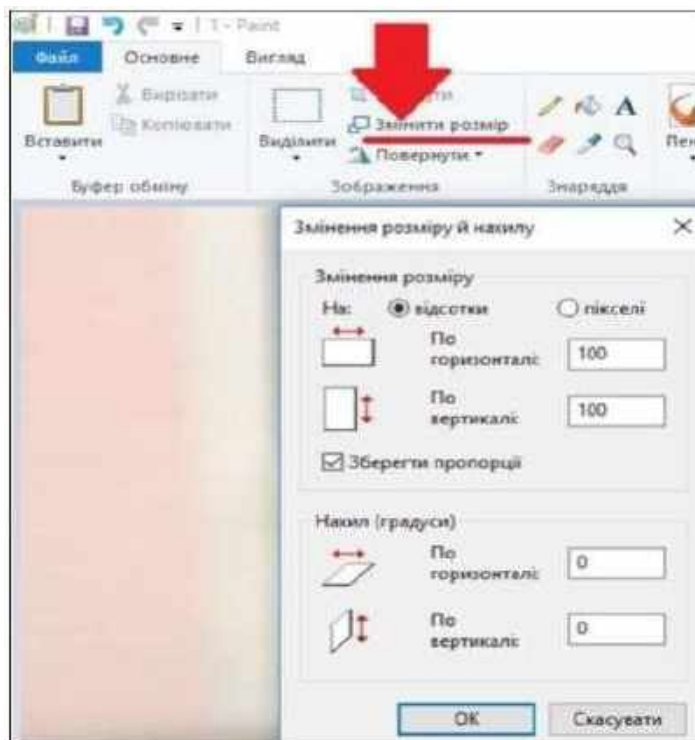 1 - Paint
Файл Основне Вигляд
Вставити
Вирізати
Копіювати
Буфер обміну
Виділити
Змінити розмір
Повернути
Зображення
A
Знаряддя
Змінення розміру й нахилу
Змінення розміру
На: відсотки пікселі
По горизонталі: 100
По вертикалі: 100
Зберегти пропорції
Нахил (градуси)
По горизонталі: 0
По вертикалі: 0
OK Скасувати